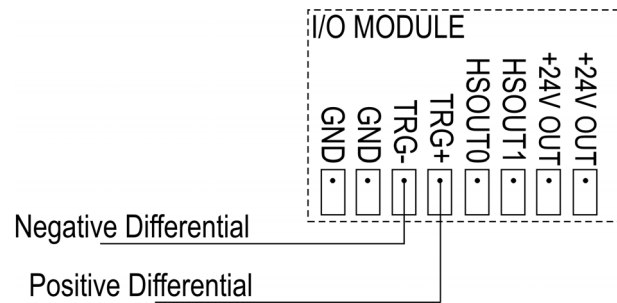 I/O MODULE
GND
GND
TRG-
TRG+
HSOUT0
HSOUT1
+24V OUT
+24V OUT
Negative Differential
Positive Differential